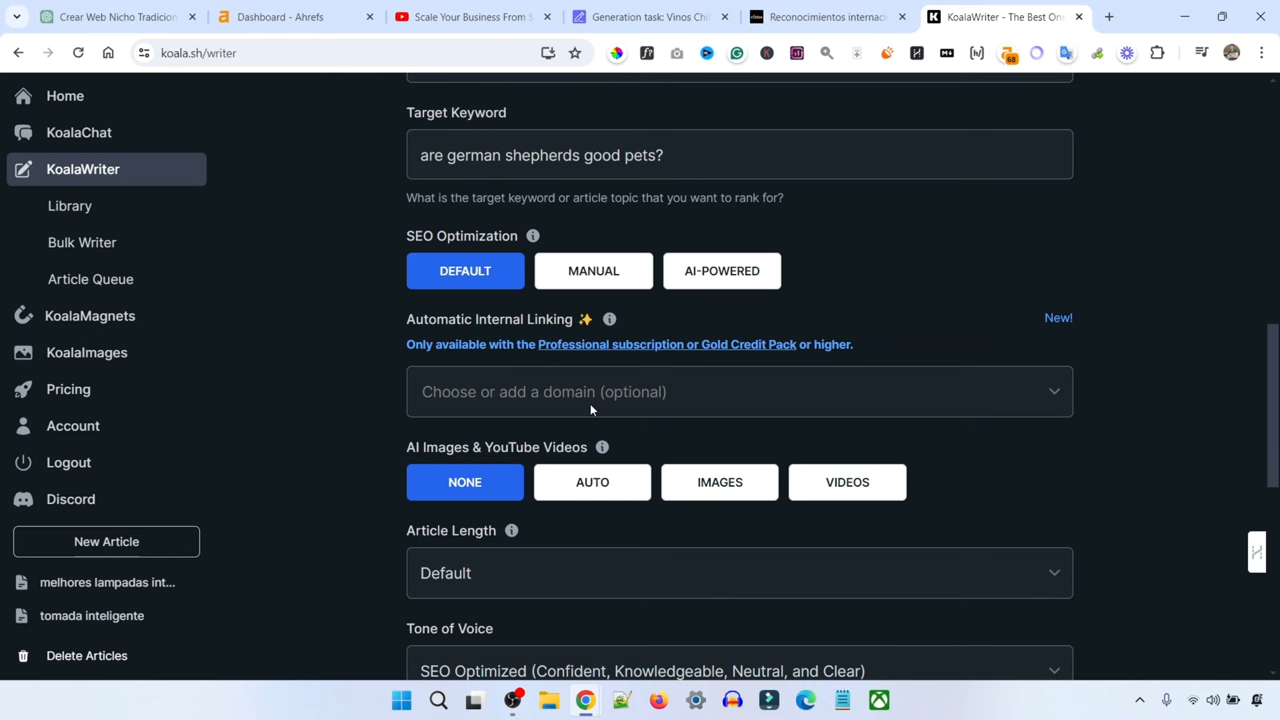 Crear Web Nicho Tradicion
Dashboard - Ahrefs
Scale Your Business From S
Generation task: Vinos Chi
Reconocimientos internaci
KoalaWriter - The Best On
koala.sh/writer
68
Home
KoalaChat
KoalaWriter
Library
Bulk Writer
Article Queue
KoalaMagnets
KoalaImages
Pricing
Account
Logout
Discord
New Article
melhores lampadas int...
tomada inteligente
Delete Articles
Target Keyword
are german shepherds good pets?
What is the target keyword or article topic that you want to rank for?
SEO Optimization
DEFAULT MANUAL AI-POWERED
Automatic Internal Linking ✨ New!
Only available with the Professional subscription or Gold Credit Pack or higher.
Choose or add a domain (optional)
AI Images & YouTube Videos
NONE AUTO IMAGES VIDEOS
Article Length
Default
Tone of Voice
SEO Optimized (Confident, Knowledgeable, Neutral, and Clear)